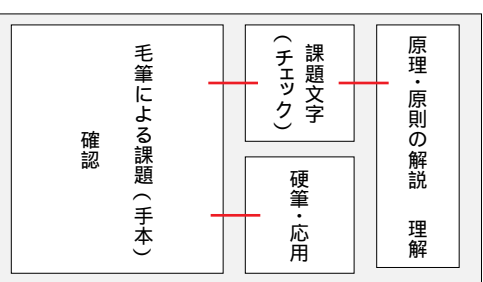 原理・原則の解説　理解
課題文字
（チェック）
硬筆・応用
毛筆による課題（手本）
確認